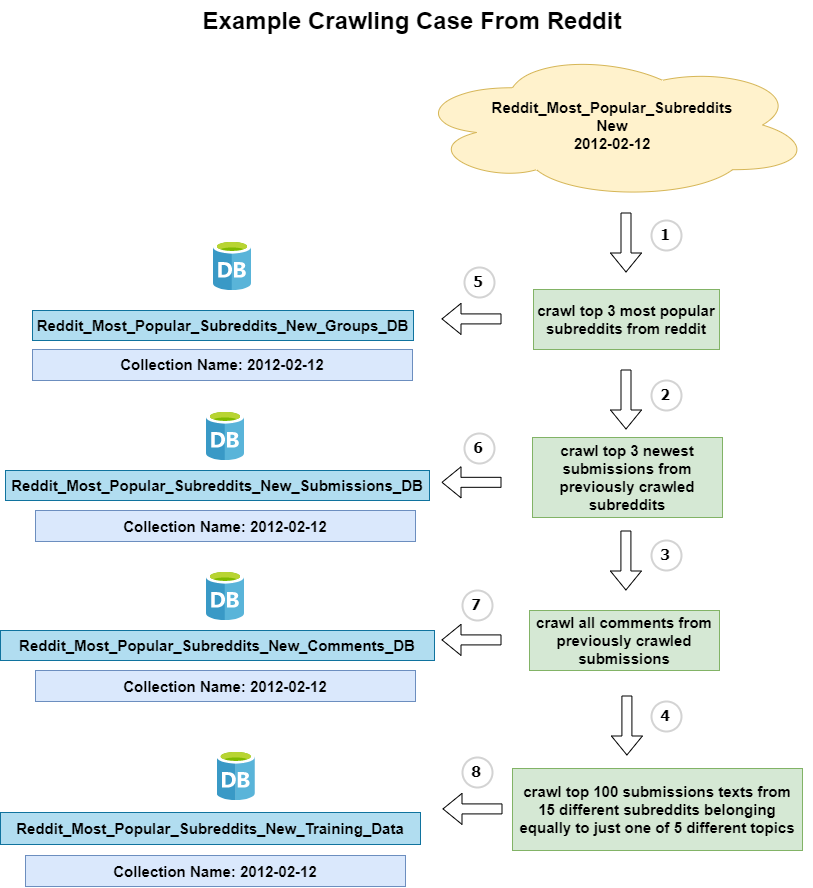 Example Crawling Case From Reddit
Reddit_Most_Popular_Subreddits
New
2012-02-12
1
crawl top 3 most popular
subreddits from reddit
5
DB
Reddit_Most_Popular_Subreddits_New_Groups_DB
Collection Name: 2012-02-12
2
crawl top 3 newest
submissions from
previously crawled
subreddits
6
DB
Reddit_Most_Popular_Subreddits_New_Submissions_DB
Collection Name: 2012-02-12
3
crawl all comments from
previously crawled
submissions
7
DB
Reddit_Most_Popular_Subreddits_New_Comments_DB
Collection Name: 2012-02-12
4
crawl top 100 submissions texts from
15 different subreddits belonging
equally to just one of 5 different topics
8
DB
Reddit_Most_Popular_Subreddits_New_Training_Data
Collection Name: 2012-02-12